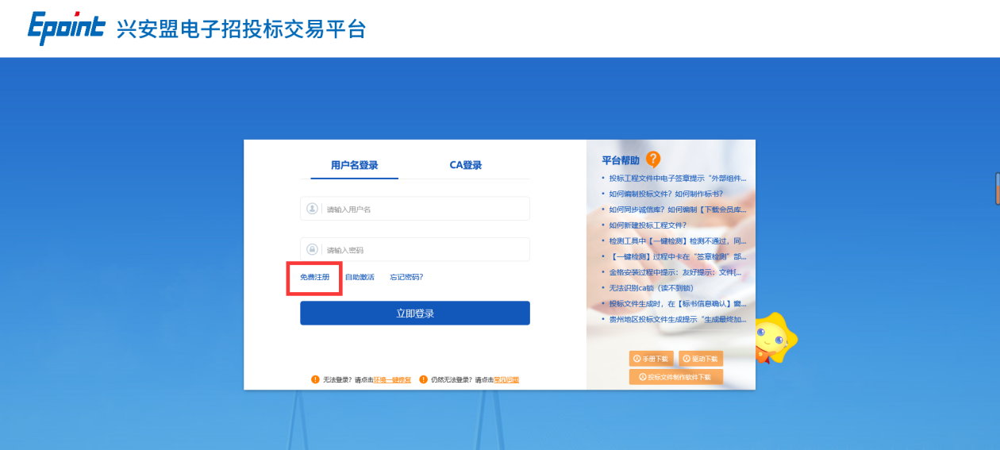 Epoint 兴安盟电子招投标交易平台
用户名登录 CA登录
请输入用户名
请输入密码
免费注册 自助激活 忘记密码?
立即登录
无法登录？请点击环境一键修复 仍然无法登录？请点击常见问题
平台帮助
投标工程文件中电子签章提示“外部组件...
如何编制投标文件？如何制作标书？
如何同步诚信库？如何编制【下载会员库...
如何新建投标工程文件？
检测工具中【一键检测】检测不通过，同...
【一键检测】过程中卡在“签章检测”部...
金格安装过程中提示：友好提示：文件[...
无法识别ca锁（读不到锁）
投标文件生成时，在【标书信息确认】窗...
贵州地区投标文件生成提示“生成最终加...
手册下载 驱动下载
投标文件制作软件下载